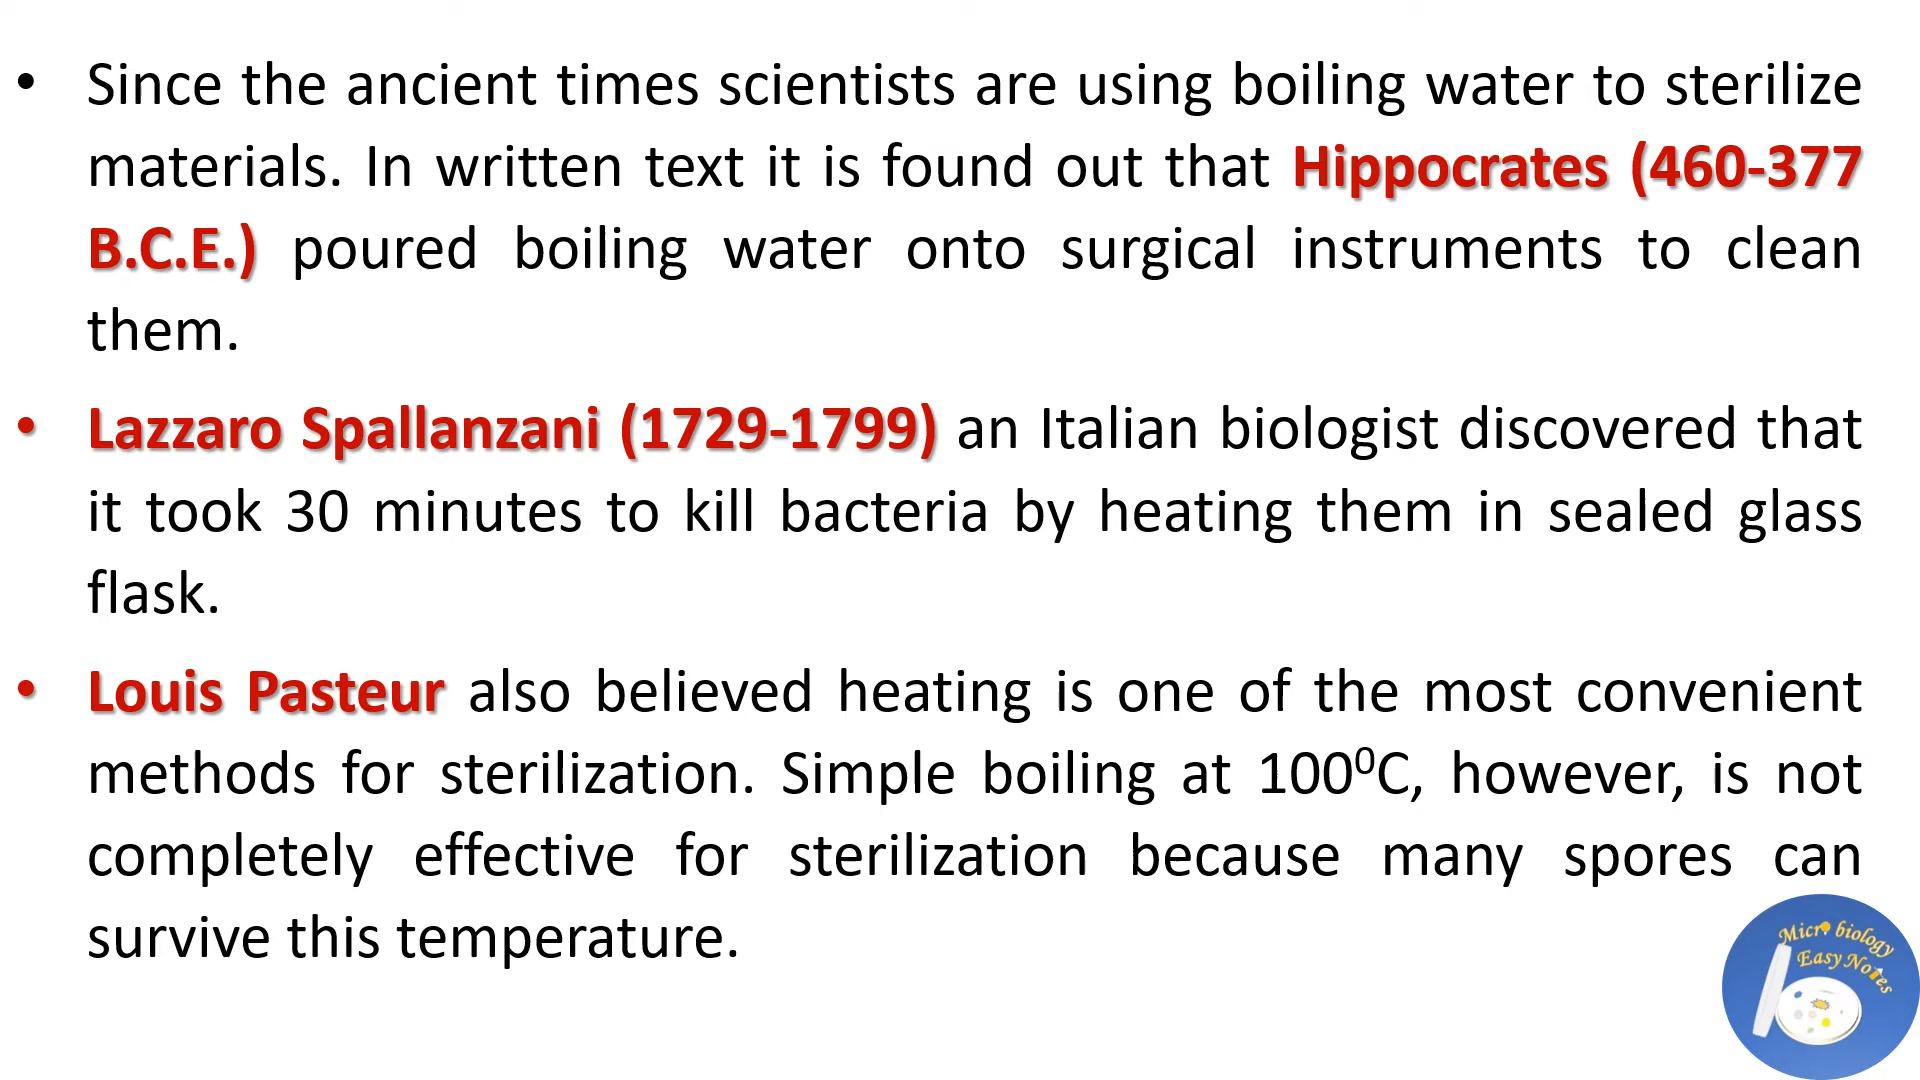 • Since the ancient times scientists are using boiling water to sterilize
materials. In written text it is found out that Hippocrates (460-377
B.C.E.) poured boiling water onto surgical instruments to clean
them.
• Lazzaro Spallanzani (1729-1799) an Italian biologist discovered that
it took 30 minutes to kill bacteria by heating them in sealed glass
flask.
• Louis Pasteur also believed heating is one of the most convenient
methods for sterilization. Simple boiling at 100⁰C, however, is not
completely effective for sterilization because many spores can
survive this temperature.
Micro biology
Easy Notes